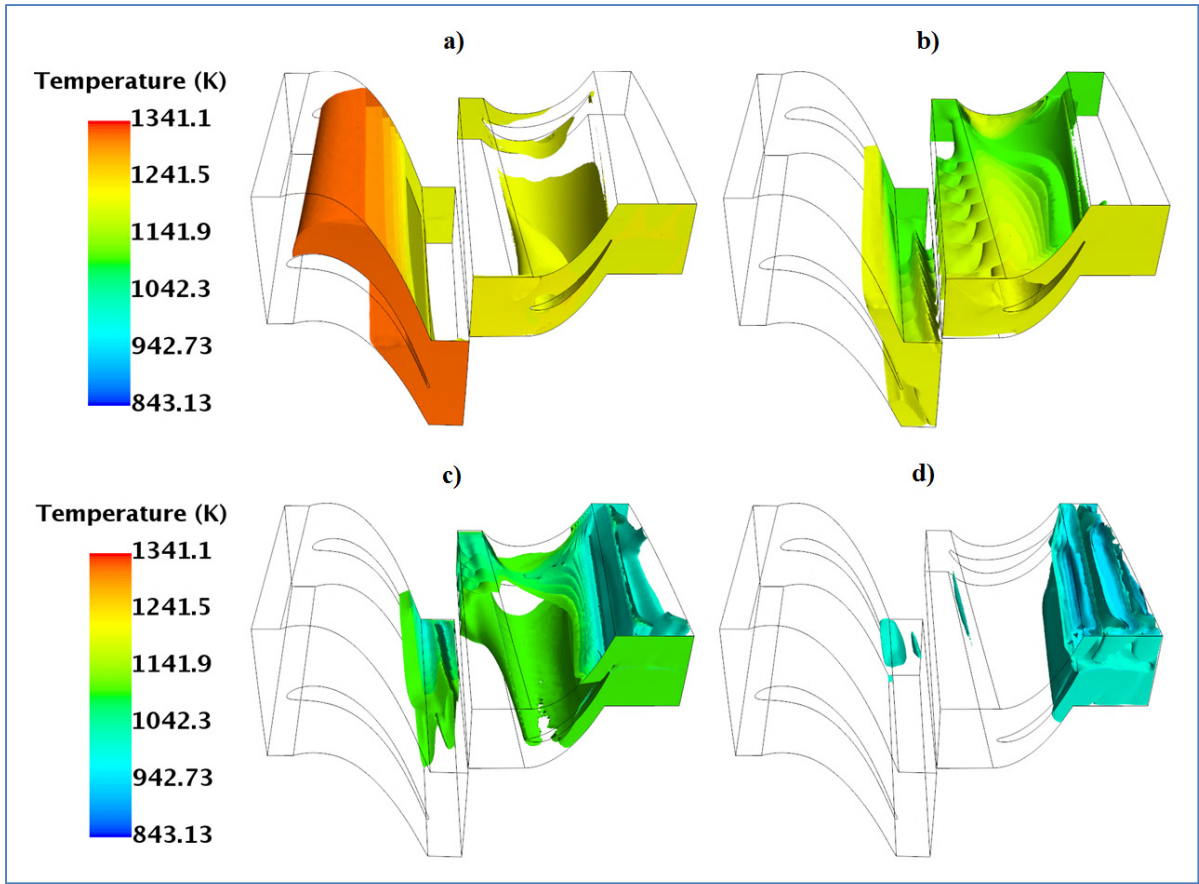 a)
b)
Temperature (K)
1341.1
1241.5
1141.9
1042.3
942.73
843.13
c)
d)
Temperature (K)
1341.1
1241.5
1141.9
1042.3
942.73
843.13